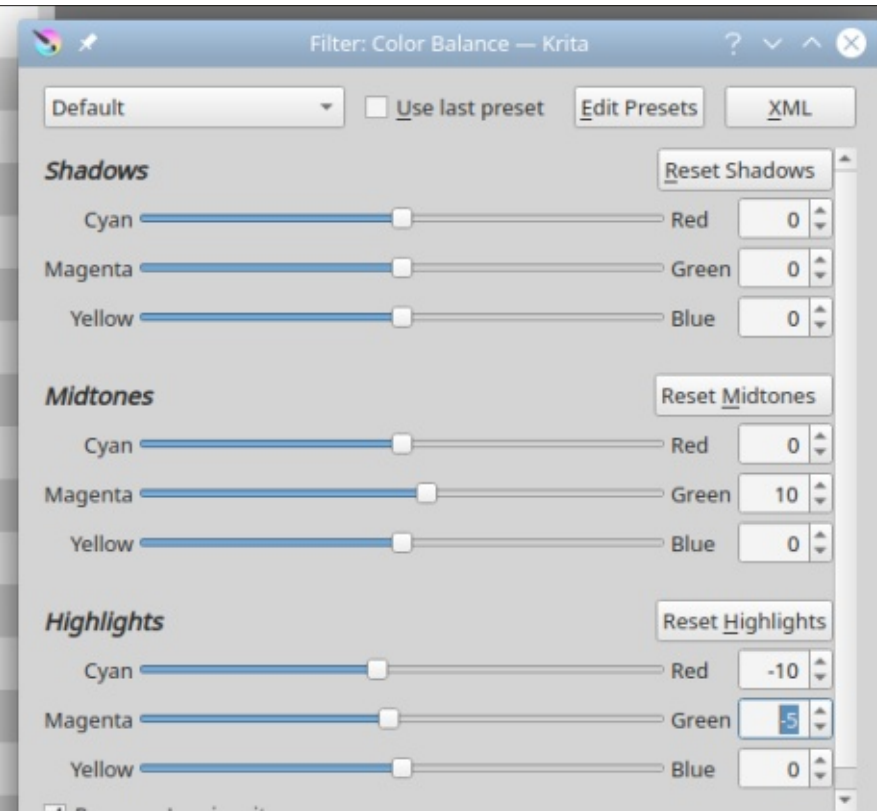 Filter: Color Balance — Krita ?
Default Use last preset Edit Presets XML
Shadows Reset Shadows
Cyan Red 0
Magenta Green 0
Yellow Blue 0
Midtones Reset Midtones
Cyan Red 0
Magenta Green 10
Yellow Blue 0
Highlights Reset Highlights
Cyan Red -10
Magenta Green -5
Yellow Blue 0